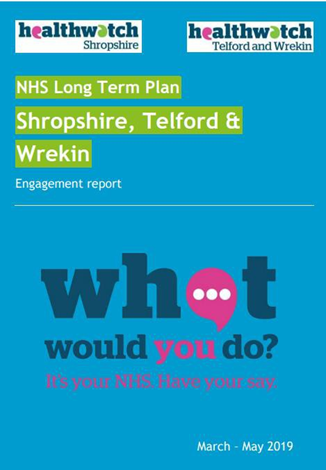 healthwatch
Shropshire
healthwatch
Telford and Wrekin
NHS Long Term Plan
Shropshire, Telford &
Wrekin
Engagement report
what
would you do?
It's your NHS. Have your say.
March - May 2019